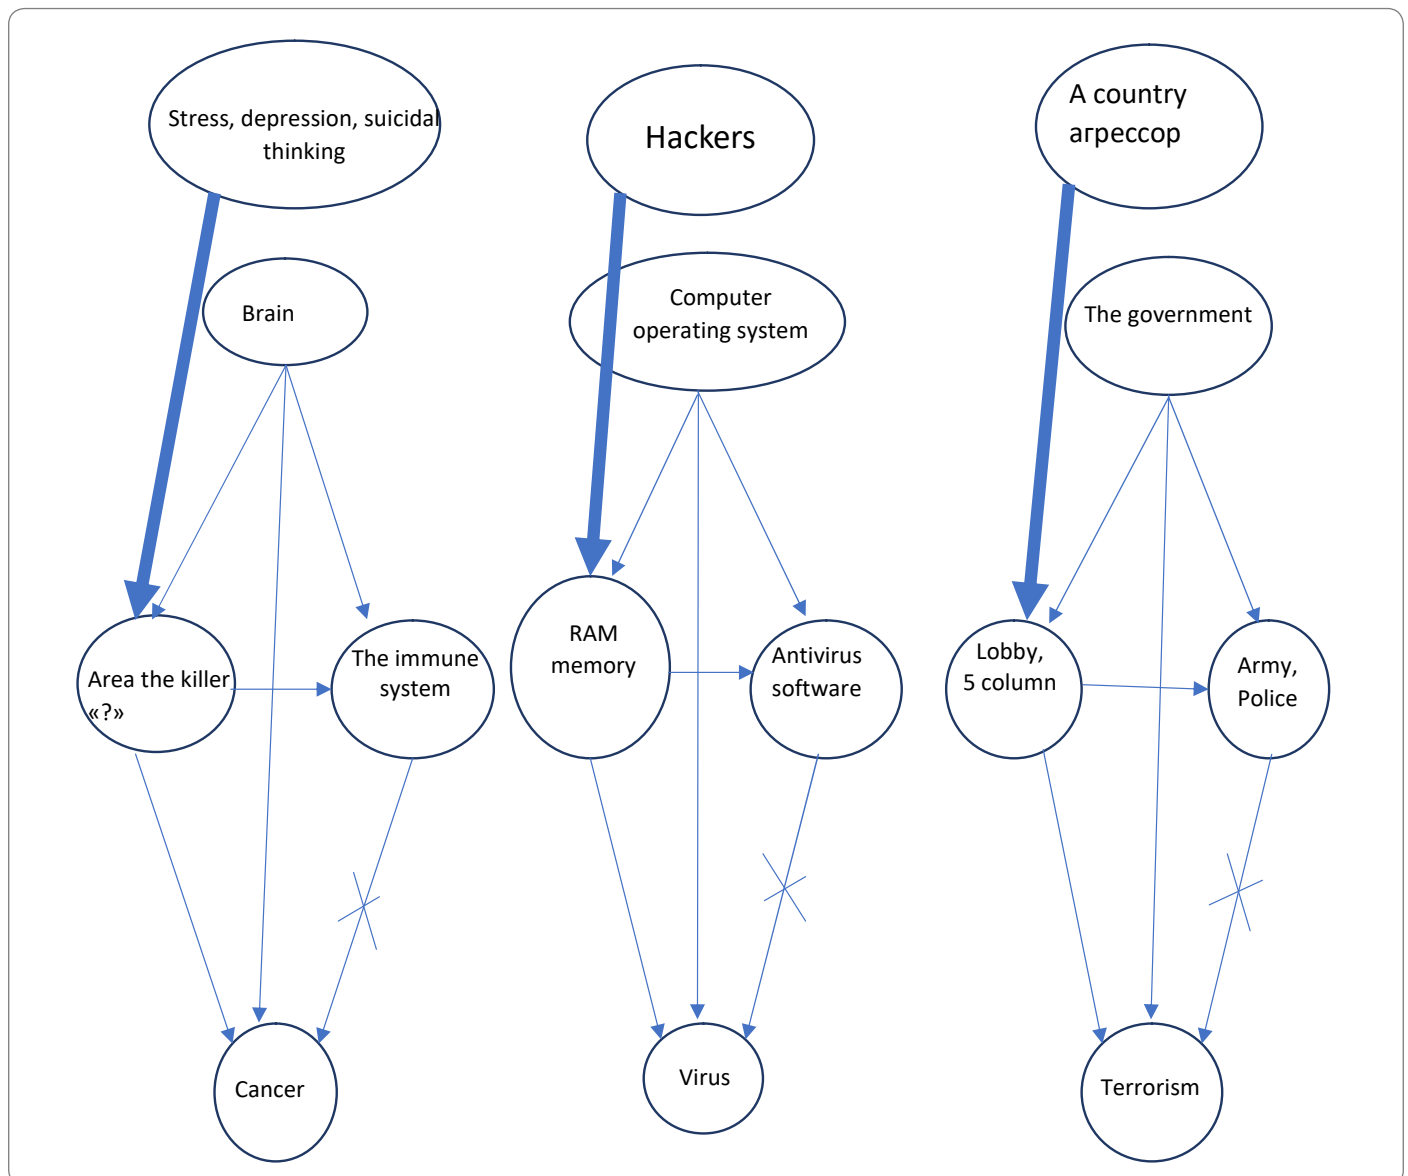 Stress, depression, suicidal
thinking
Hackers
A country
агрессор
Brain
Computer
operating system
The government
Area the killer
«?»
The immune
system
RAM
memory
Antivirus
software
Lobby,
5 column
Army,
Police
Cancer
Virus
Terrorism